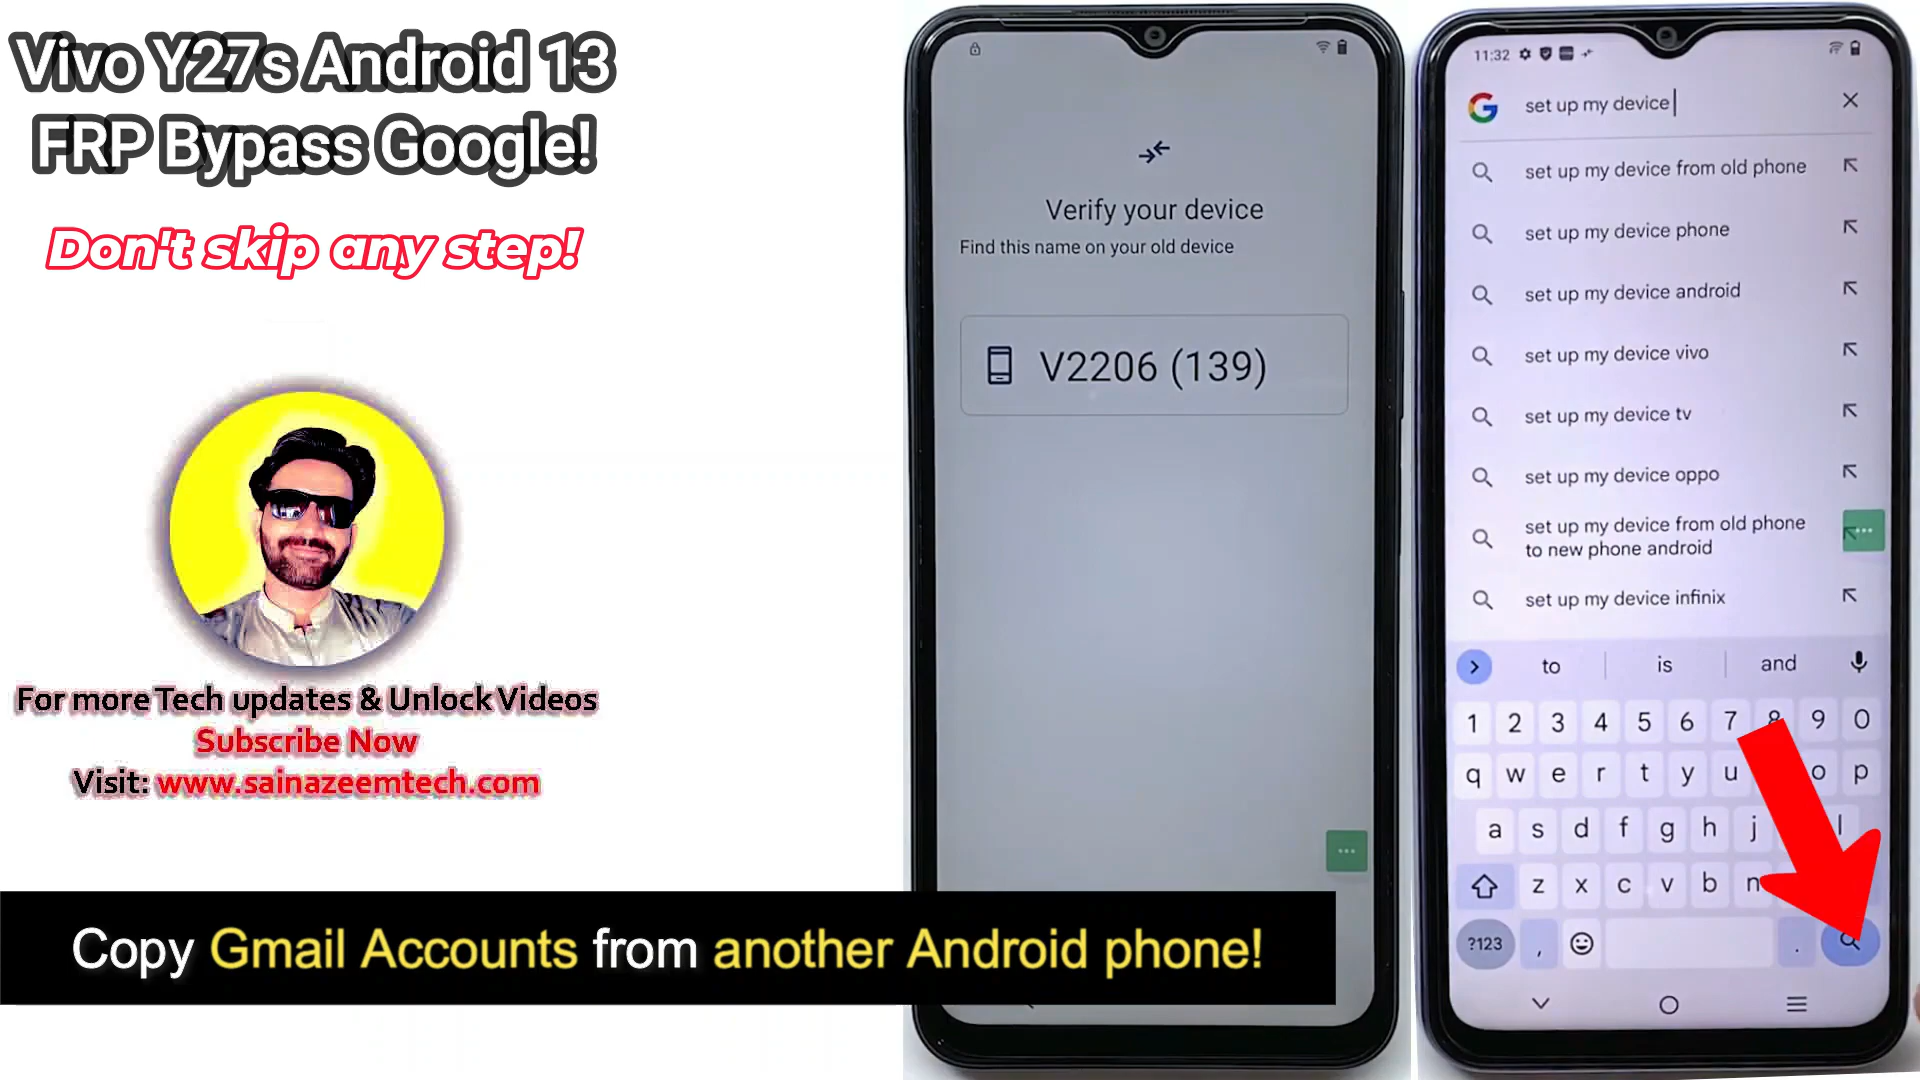 Vivo Y27s Android 13
FRP Bypass Google!
Don't skip any step!
For more Tech updates & Unlock Videos
Subscribe Now
Visit: www.sainazeemtech.com
Copy Gmail Accounts from another Android phone!
Verify your device
Find this name on your old device
V2206 (139)
11:32
set up my device
set up my device from old phone
set up my device phone
set up my device android
set up my device vivo
set up my device tv
set up my device oppo
set up my device from old phone
to new phone android
set up my device infinix
to is and
1 2 3 4 5 6 7 8 9 0
q w e r t y u o p
a s d f g h j l
z x c v b n
?123 , .